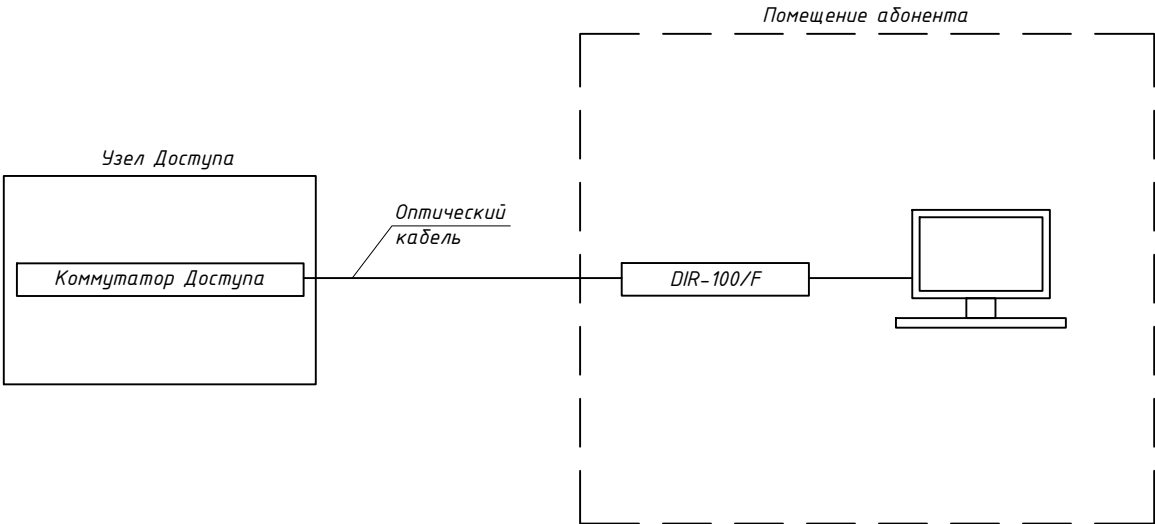 Помещение абонента
Узел Доступа
Оптический
кабель
Коммутатор Доступа
DIR-100/F